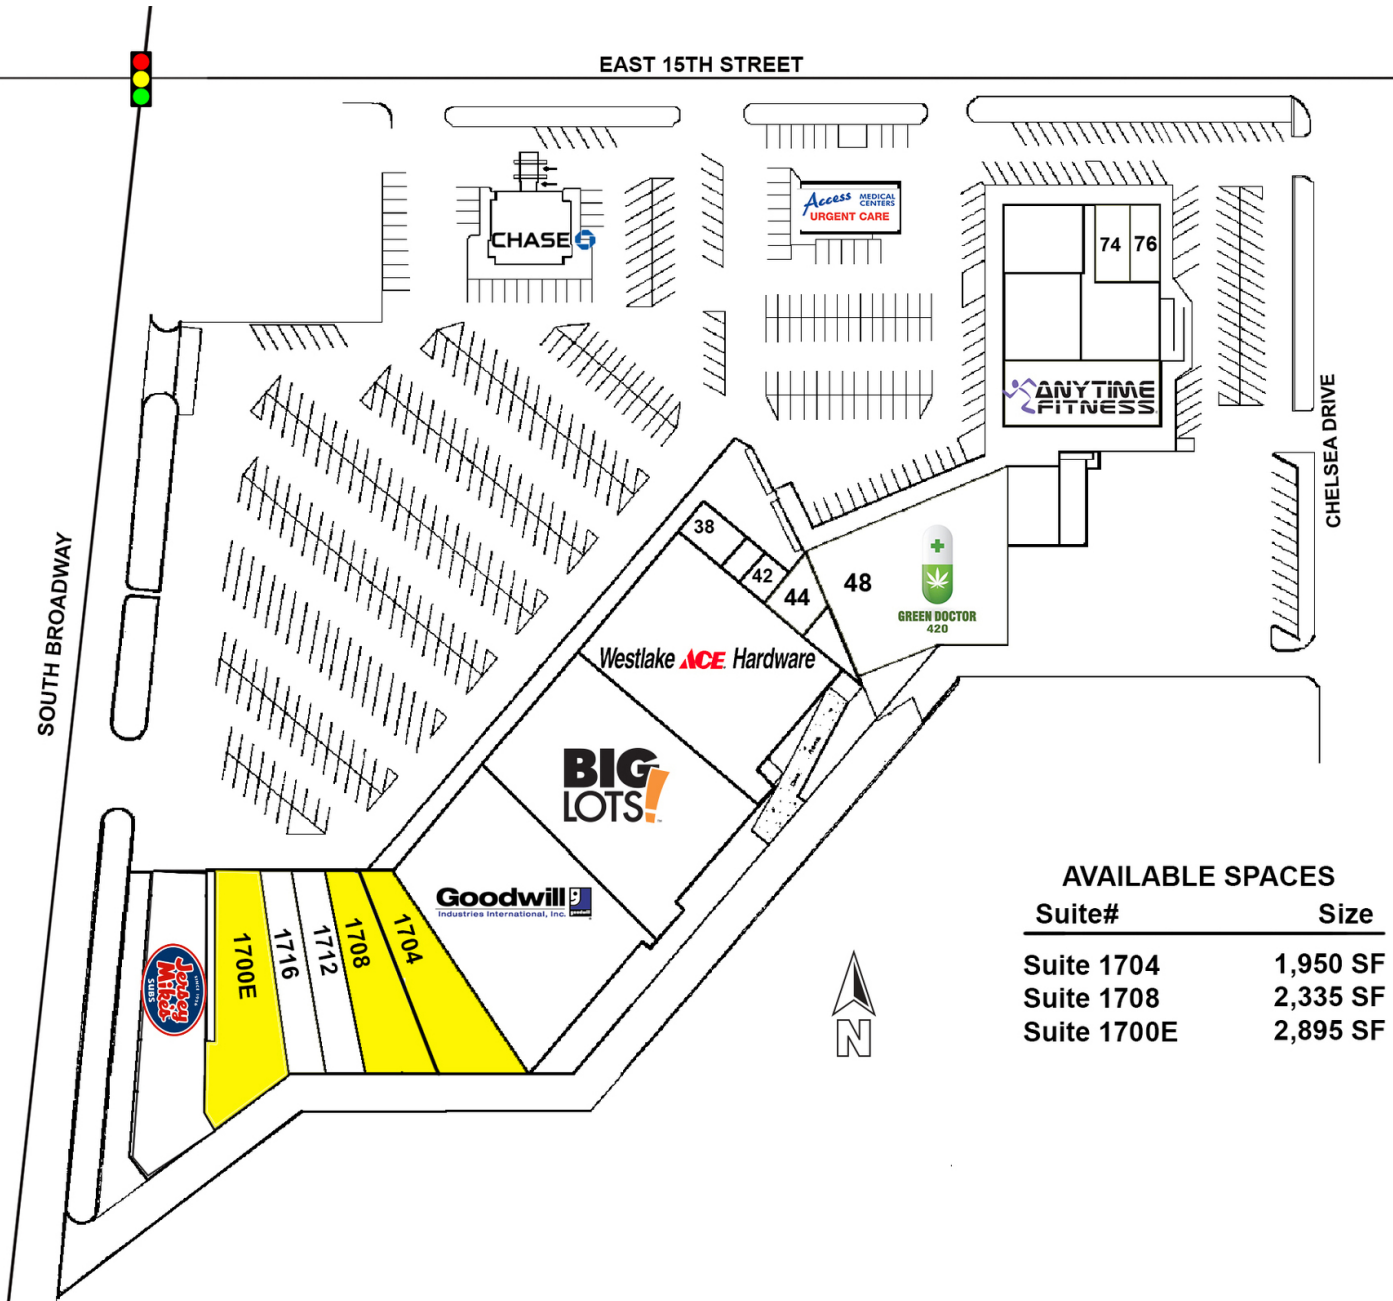 EAST 15TH STREET
CHASE
Access MEDICAL CENTERS
URGENT CARE
74 76
ANYTIME
FITNESS
CHELSEA DRIVE
SOUTH BROADWAY
38
42
44
48
GREEN DOCTOR
420
Westlake ACE Hardware
BIG
LOTS!
Goodwill
Industries International, Inc.
goodwill
1700E
1716
1712
1708
1704
SINCE 1956
Jersey
Mike's
SUBS
N
AVAILABLE SPACES
Suite# Size
Suite 1704 1,950 SF
Suite 1708 2,335 SF
Suite 1700E 2,895 SF